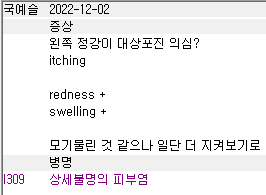 국예슬 2022-12-02
증상
왼쪽 정강이 대상포진 의심?
itching
redness +
swelling +
모기물린 것 같으나 일단 더 지켜보기로
병명
I309 상세불명의 피부염